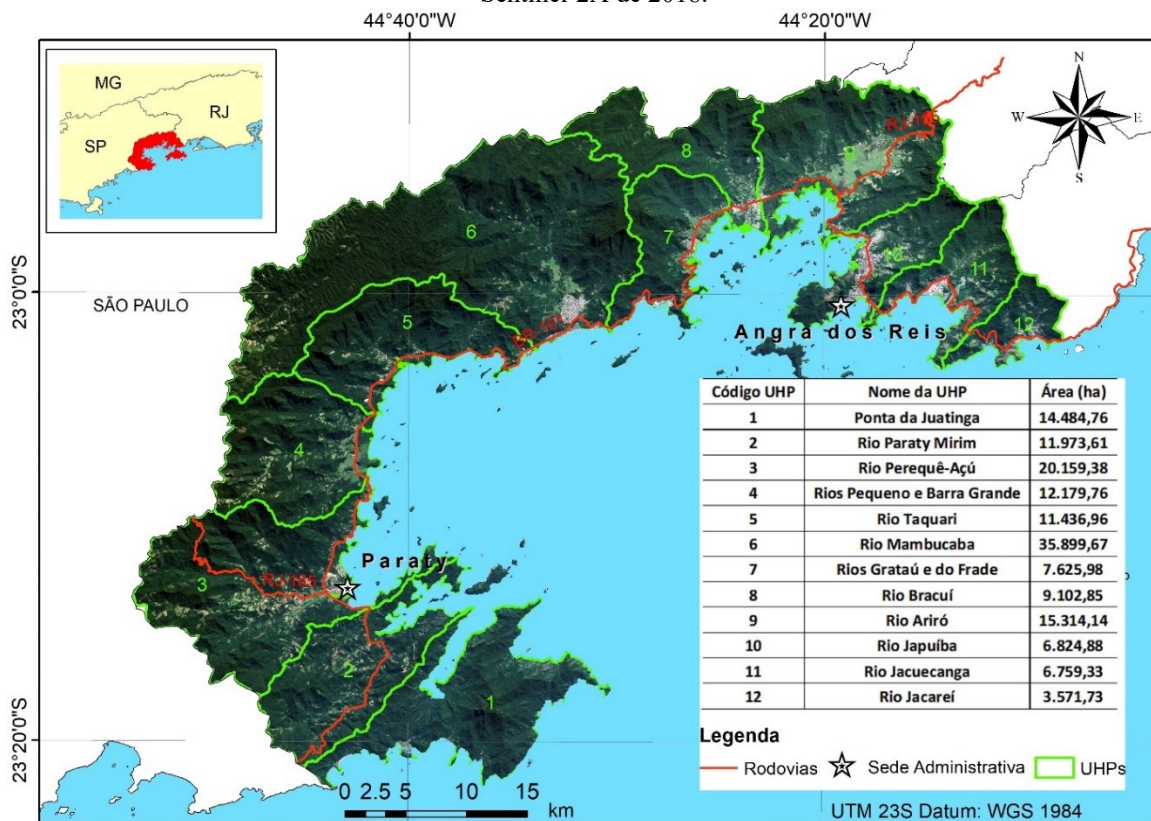 Sentinel 2A de 2018.
44°40'0"W
44°20'0"W
MG
RJ
SP
N
W
E
S
RJ-155
8
9
6
7
10
23°0'0"S
SÃO PAULO
11
5
Angra dos Reis
12
4
Código UHP Nome da UHP Área (ha)
1 Ponta da Juatinga 14.484,76
2 Rio Paraty Mirim 11.973,61
3 Rio Perequê-Açú 20.159,38
4 Rios Pequeno e Barra Grande 12.179,76
5 Rio Taquari 11.436,96
6 Rio Mambucaba 35.899,67
7 Rios Grataú e do Frade 7.625,98
8 Rio Bracuí 9.102,85
9 Rio Ariró 15.314,14
10 Rio Japuíba 6.824,88
11 Rio Jacuecanga 6.759,33
12 Rio Jacareí 3.571,73
Paraty
3
RJ-165
2
1
23°20'0"S
Legenda
Rodovias Sede Administrativa UHPs
0 2.5 5 10 15
km
UTM 23S Datum: WGS 1984